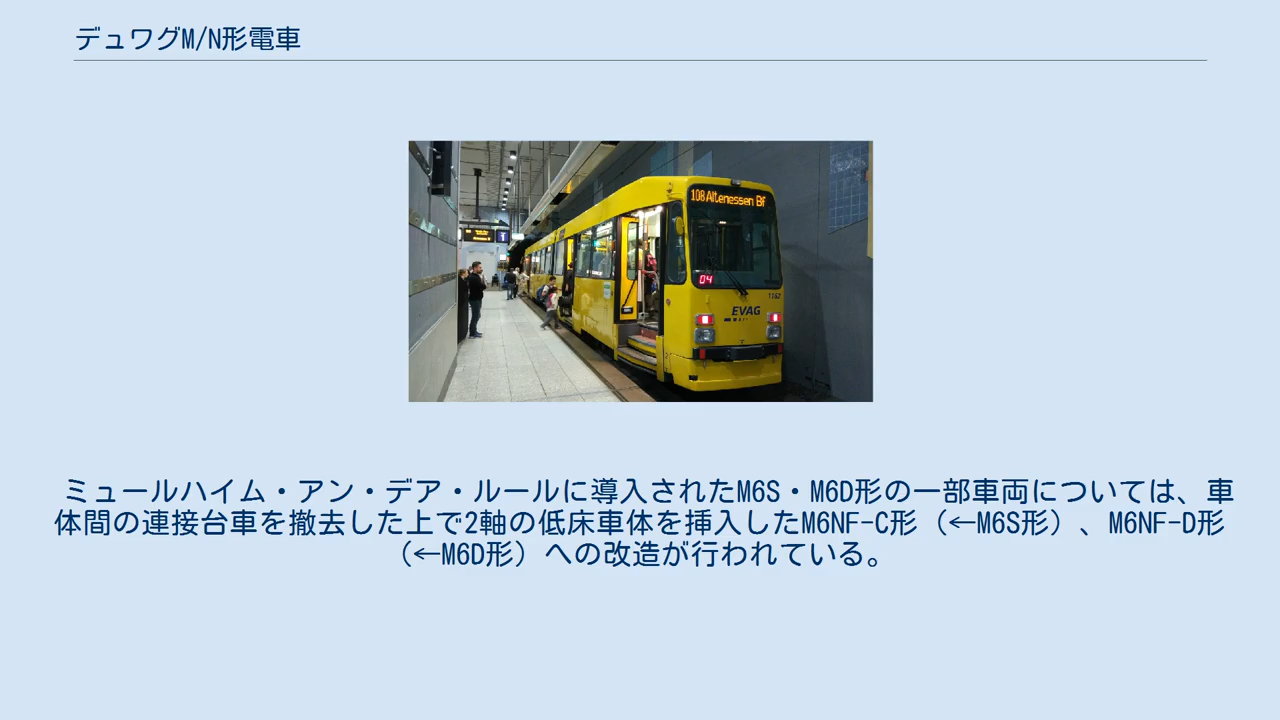 デュワグM/N形電車
108 Altenessen Bf
04
1162
EVAG
ミュールハイム・アン・デア・ルールに導入されたM6S・M6D形の一部車両については、車
体間の連接台車を撤去した上で2軸の低床車体を挿入したM6NF-C形（←M6S形）、M6NF-D形
（←M6D形）への改造が行われている。